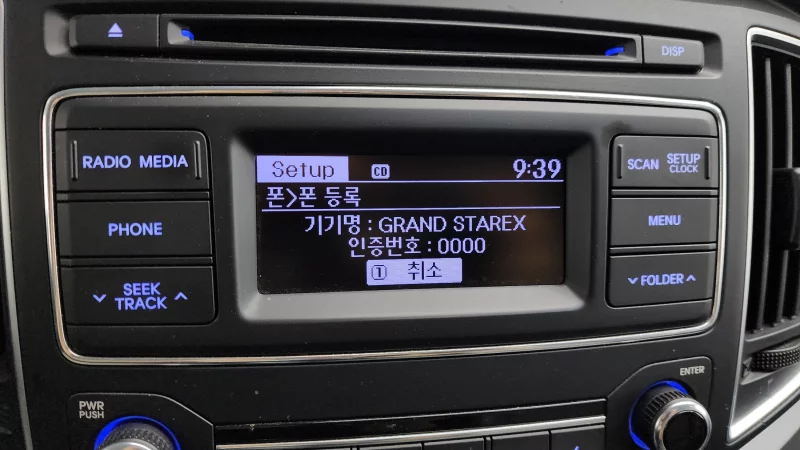 DISP
RADIO MEDIA
PHONE
SEEK
TRACK
Setup CD 9:39
폰>폰 등록
기기명 : GRAND STAREX
인증번호 : 0000
1 취소
SCAN SETUP
CLOCK
MENU
FOLDER
PWR
PUSH
ENTER